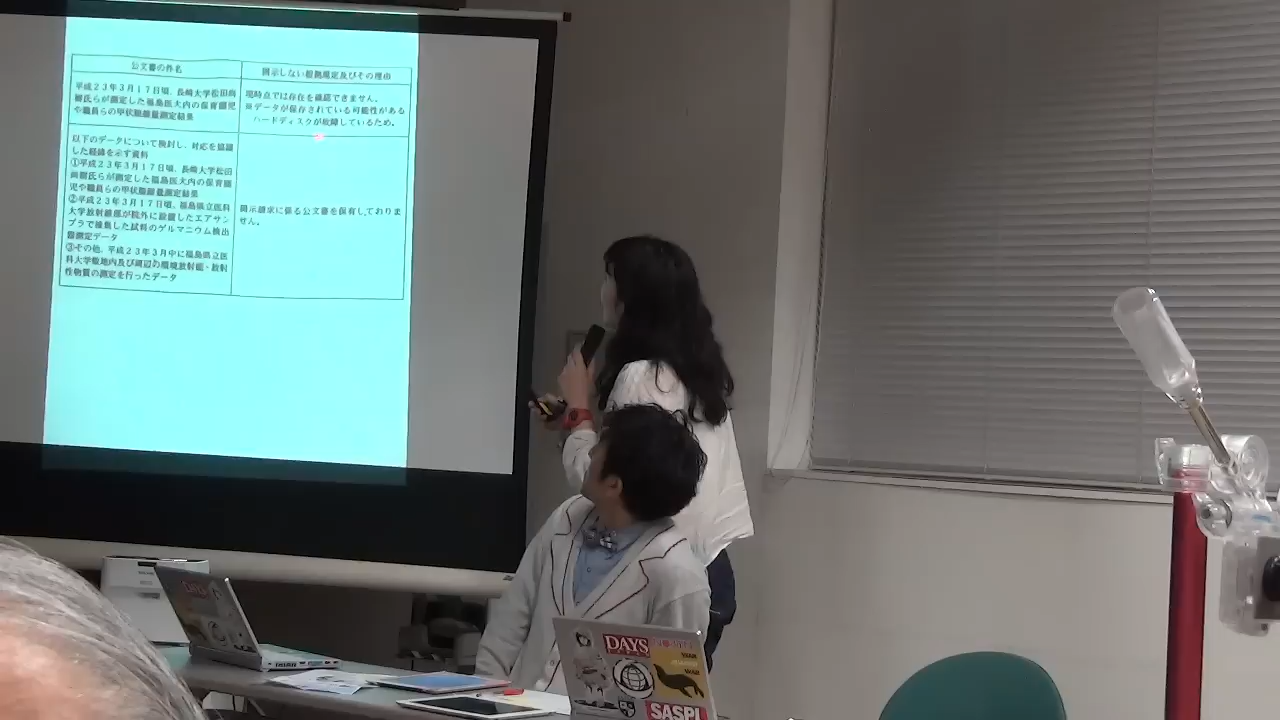 公文書の件名
開示しない根拠規定及びその理由
平成23年3月17日頃、長崎大学松田尚
樹氏らが測定した福島医大内の保育園児
や職員らの甲状腺線量測定結果
現時点では存在を確認できません。
※データが保存されている可能性がある
ハードディスクが故障しているため。
以下のデータについて検討し、対応を協議
した経緯を示す資料
①平成23年3月17日頃、長崎大学松田
尚樹氏らが測定した福島医大内の保育園
児や職員らの甲状腺線量測定結果
②平成23年3月17日頃、福島県立医科
大学放射線部が院外に設置したエアサン
プラで捕集した試料のゲルマニウム検出
器測定データ
③その他、平成23年3月中に福島県立医
科大学敷地内及び周辺の環境放射能・放射
性物質の測定を行ったデータ
開示請求に係る公文書を保有しておりま
せん。
DAYS
SASPL